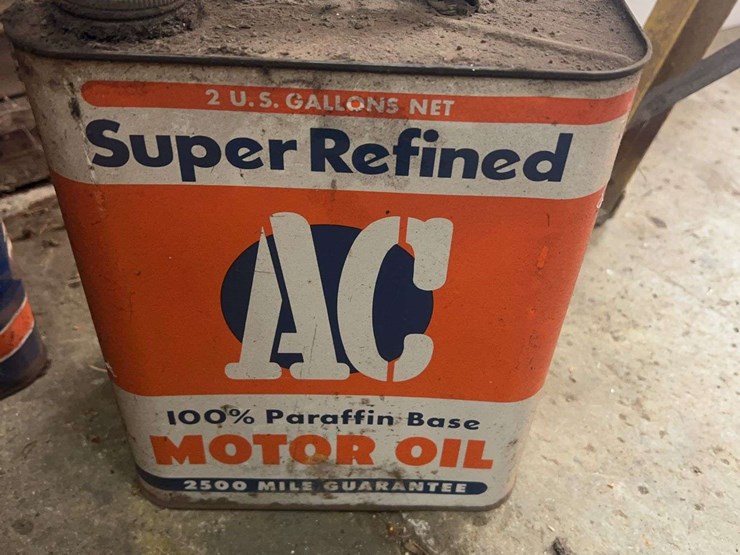 2 U.S. GALLONS NET
Super Refined
AC
100% Paraffin Base
MOTOR OIL
2500 MILE GUARANTEE